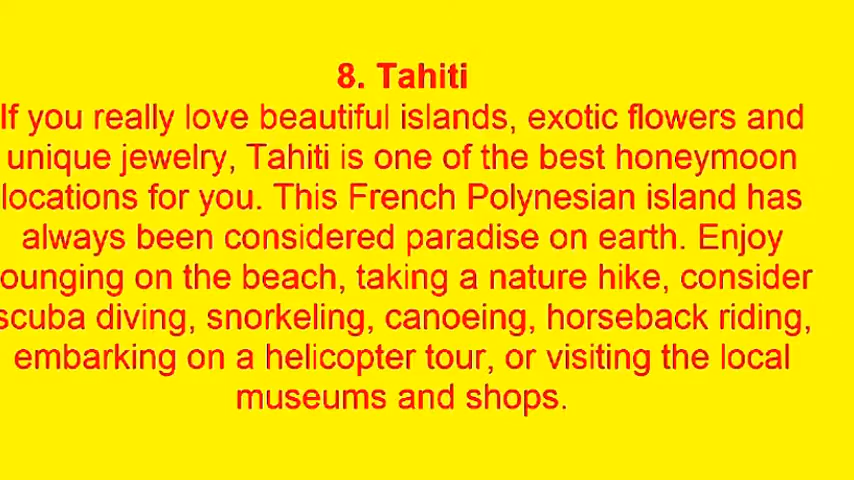 8. Tahiti
If you really love beautiful islands, exotic flowers and
unique jewelry, Tahiti is one of the best honeymoon
locations for you. This French Polynesian island has
always been considered paradise on earth. Enjoy
ounging on the beach, taking a nature hike, consider
scuba diving, snorkeling, canoeing, horseback riding,
embarking on a helicopter tour, or visiting the local
museums and shops.